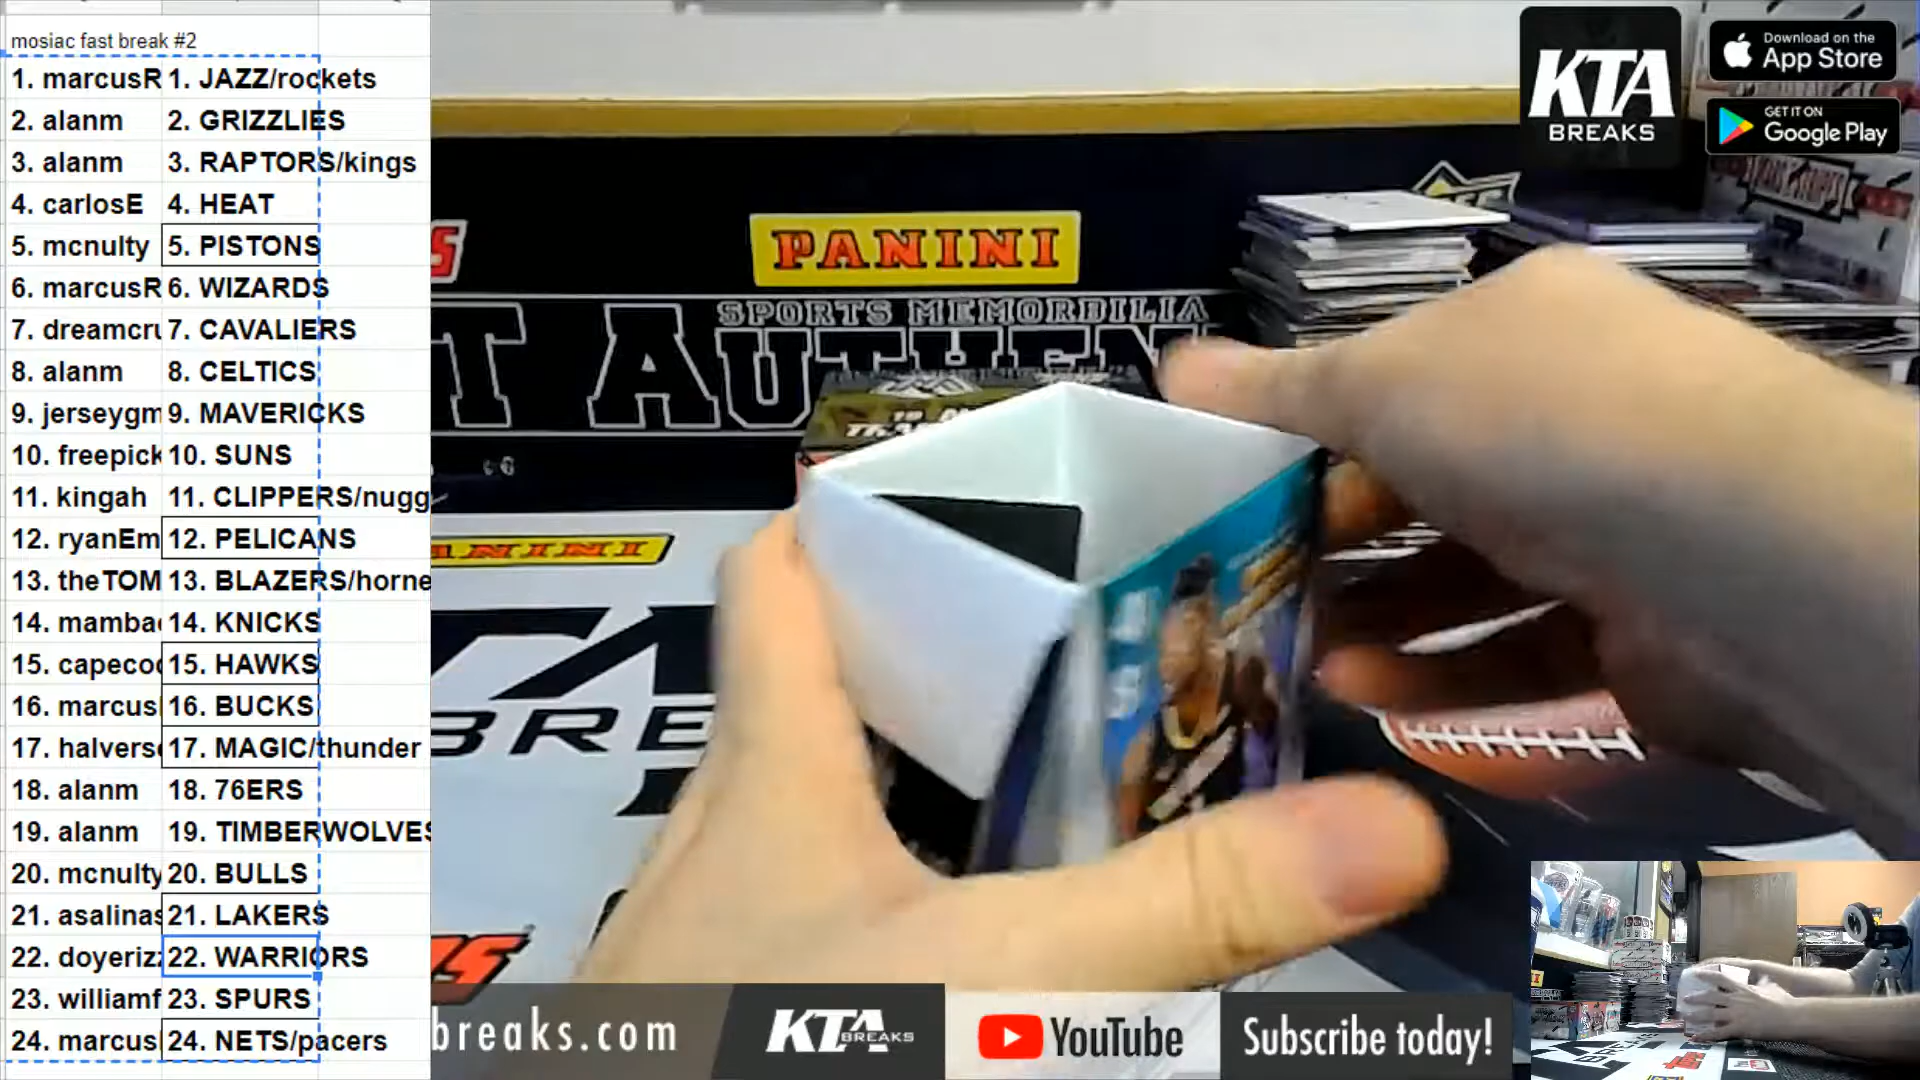 mosiac fast break #2
1. marcusR 1. JAZZ/rockets
2. alanm 2. GRIZZLIES
3. alanm 3. RAPTORS/kings
4. carlosE 4. HEAT
5. mcnulty 5. PISTONS
6. marcusR 6. WIZARDS
7. dreamcru 7. CAVALIERS
8. alanm 8. CELTICS
9. jerseygm 9. MAVERICKS
10. freepick 10. SUNS
11. kingah 11. CLIPPERS/nugg
12. ryanEm 12. PELICANS
13. theTOM 13. BLAZERS/horne
14. mamba 14. KNICKS
15. capecod 15. HAWKS
16. marcus 16. BUCKS
17. halvers 17. MAGIC/thunder
18. alanm 18. 76ERS
19. alanm 19. TIMBERWOLVES
20. mcnulty 20. BULLS
21. asalinas 21. LAKERS
22. doyeriz 22. WARRIORS
23. williamf 23. SPURS
24. marcus 24. NETS/pacers
KTA
BREAKS
Download on the
App Store
GET IT ON
Google Play
PANINI
SPORTS MEMORBILIA
T AUTHEN
PANINI
BRE
breaks.com
KTA BREAKS
YouTube
Subscribe today!